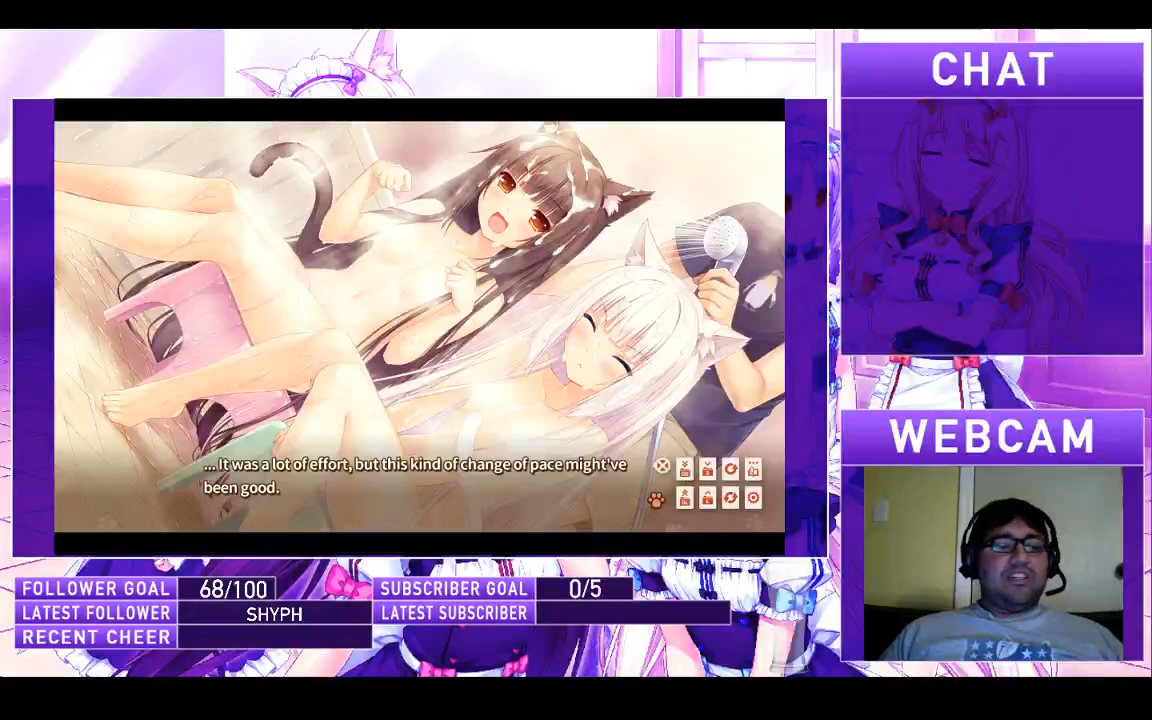 CHAT
... It was a lot of effort, but this kind of change of pace might've
been good.
WEBCAM
FOLLOWER GOAL 68/100 SUBSCRIBER GOAL 0/5
LATEST FOLLOWER SHYPH LATEST SUBSCRIBER
RECENT CHEER